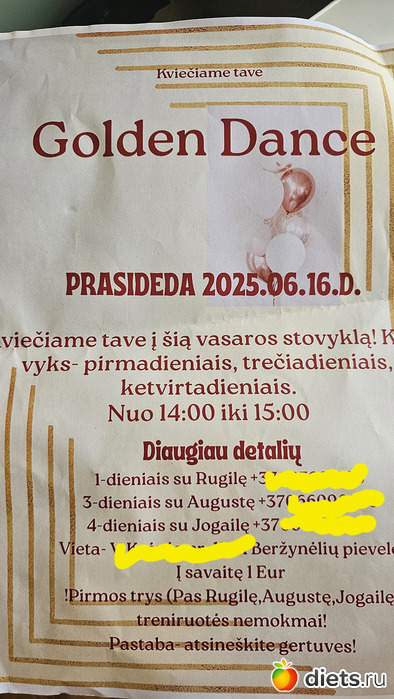 Kviečiame tave
Golden Dance
PRASIDEDA 2025.06.16.D.
viečiame tave į šią vasaros stovyklą! K
vyks- pirmadieniais, trečiadieniais,
ketvirtadieniais.
Nuo 14:00 iki 15:00
Diaugiau detalių
1-dieniais su Rugilę +3
3-dieniais su Augstę +370
4-dieniais su Jogailę +37
Vieta- Beržynėlių pievel
Į savaitę 1 Eur
!Pirmos trys (Pas Rugilę,Augustę,Jogailę
treniruotės nemokmai!
Pastaba- atsineškite gertuves!
diets.ru